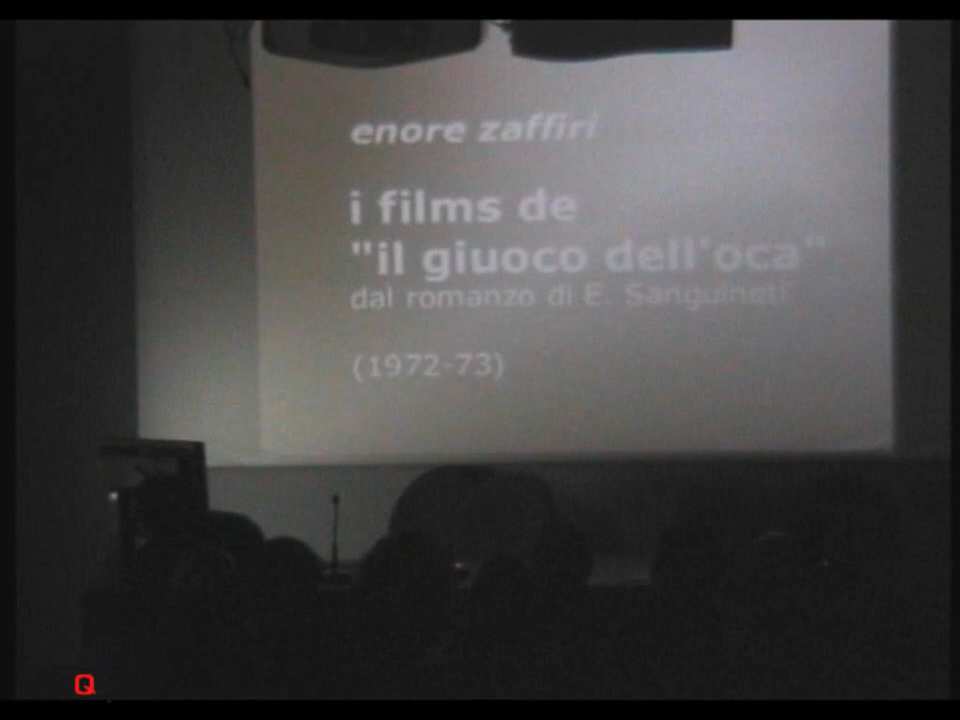 enore zaffiri
i films de
"il giuoco dell'oca"
dal romanzo di E. Sanguineti
(1972-73)
Q